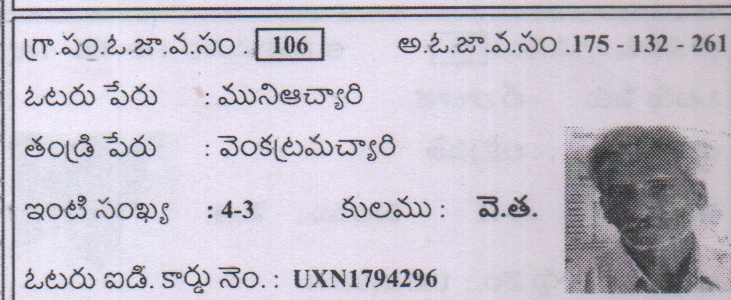 గ్రా.పం.ఓ.జా.వ.సం . 106 అ.ఓ.జా.వ.సం .175 - 132 - 261
ఓటరు పేరు : మునిఆచ్యారి
తండ్రి పేరు : వెంకట్రమచ్యారి
ఇంటి సంఖ్య : 4-3 కులము : వె.త.
ఓటరు ఐడి. కార్డు నెం. : UXN1794296